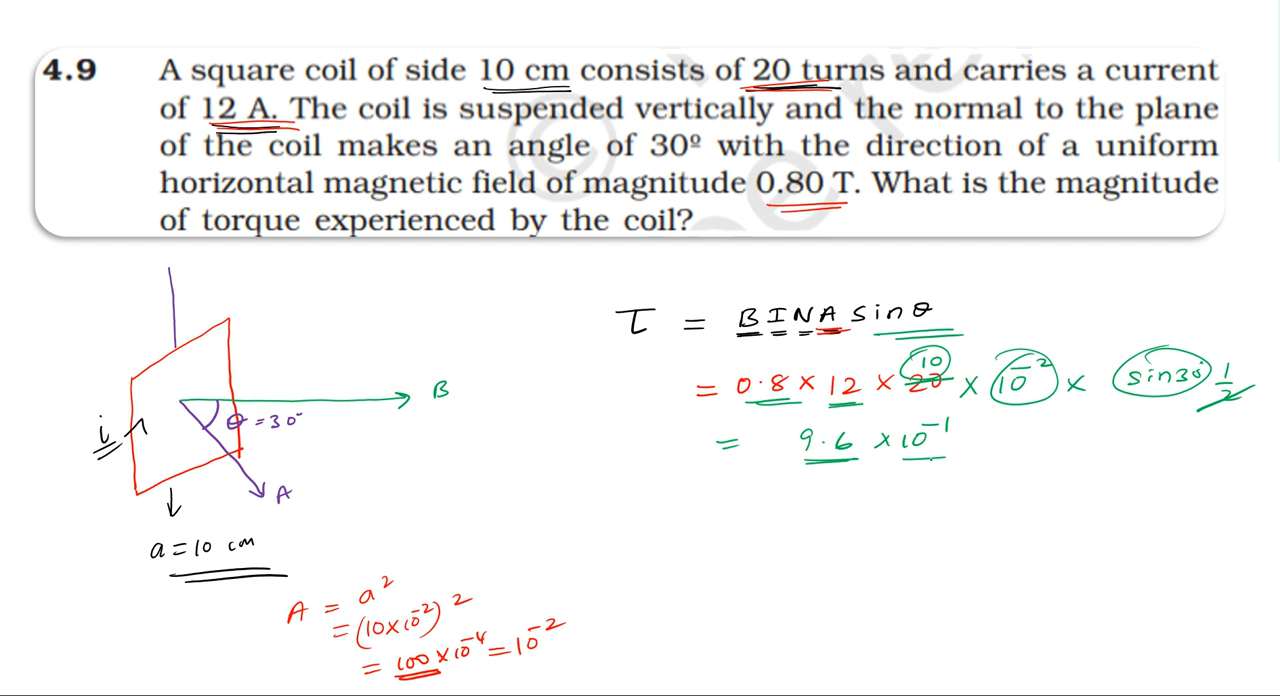 4.9 A square coil of side 10 cm consists of 20 turns and carries a current
of 12 A. The coil is suspended vertically and the normal to the plane
of the coil makes an angle of 30º with the direction of a uniform
horizontal magnetic field of magnitude 0.80 T. What is the magnitude
of torque experienced by the coil?
τ = BINA sinθ
= 0.8 × 12 × 20 10 × 10⁻² × sin30° 1/2
= 9.6 × 10⁻¹
B
θ = 30°
i
A
a = 10 cm
A = a²
= (10×10⁻²)²
= 100 × 10⁻⁴ = 10⁻²